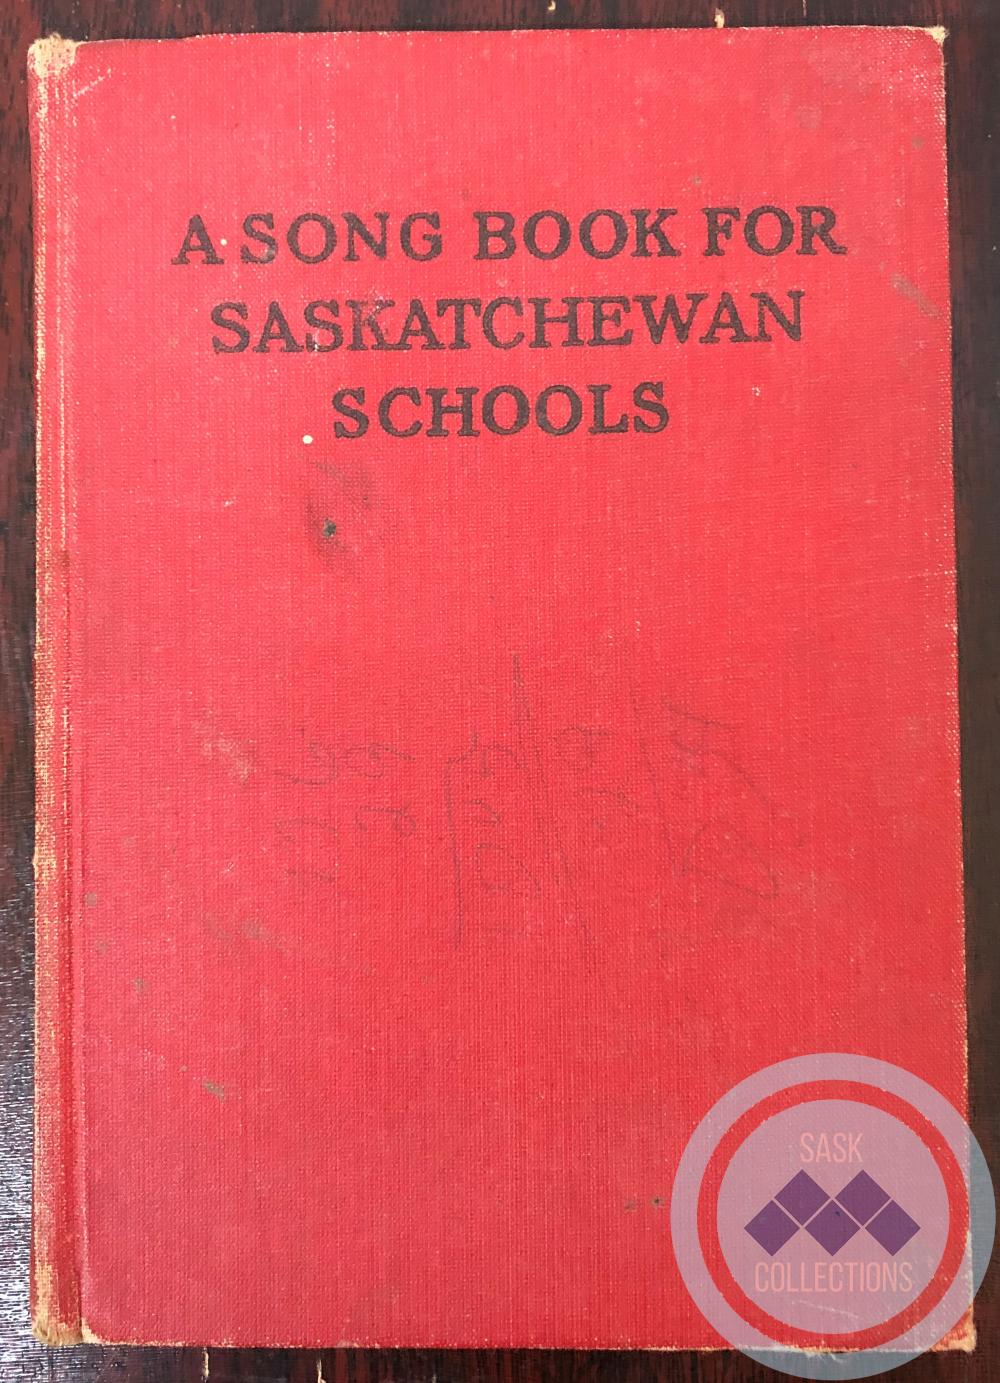 A SONG BOOK FOR
SASKATCHEWAN
SCHOOLS
SASK
COLLECTIONS